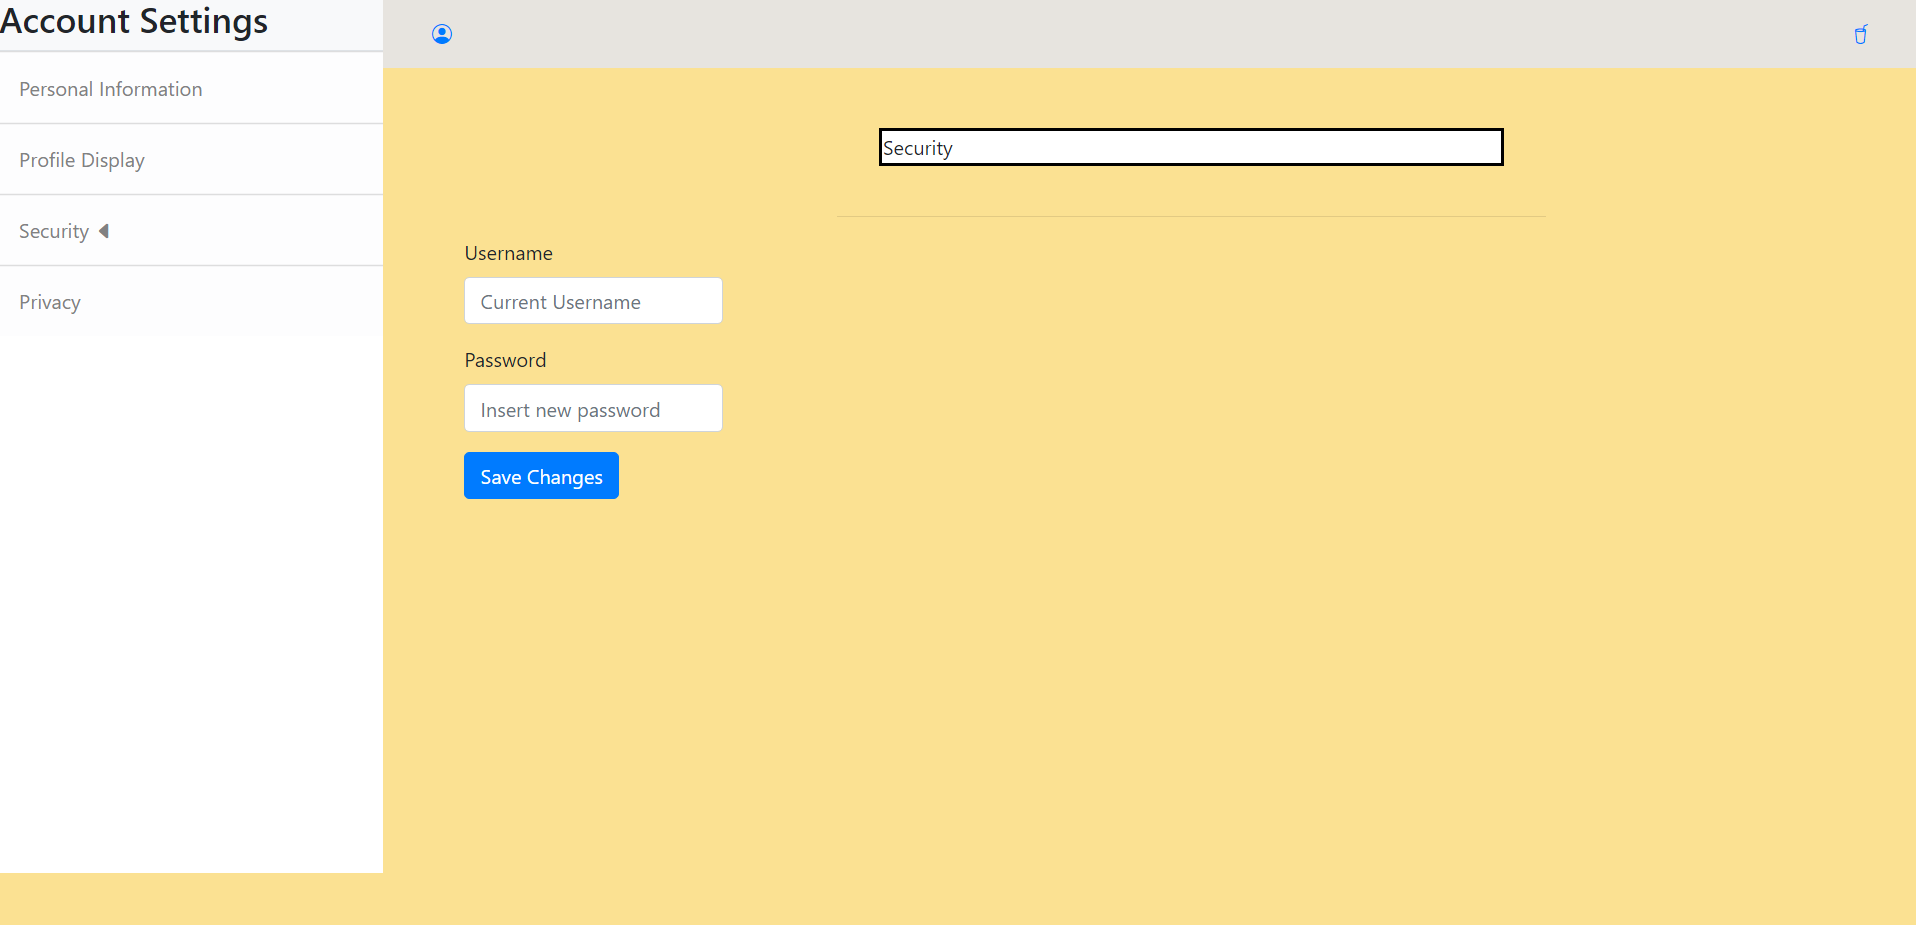 Account Settings
Personal Information
Profile Display
Security
Privacy
Security
Username
Current Username
Password
Insert new password
Save Changes